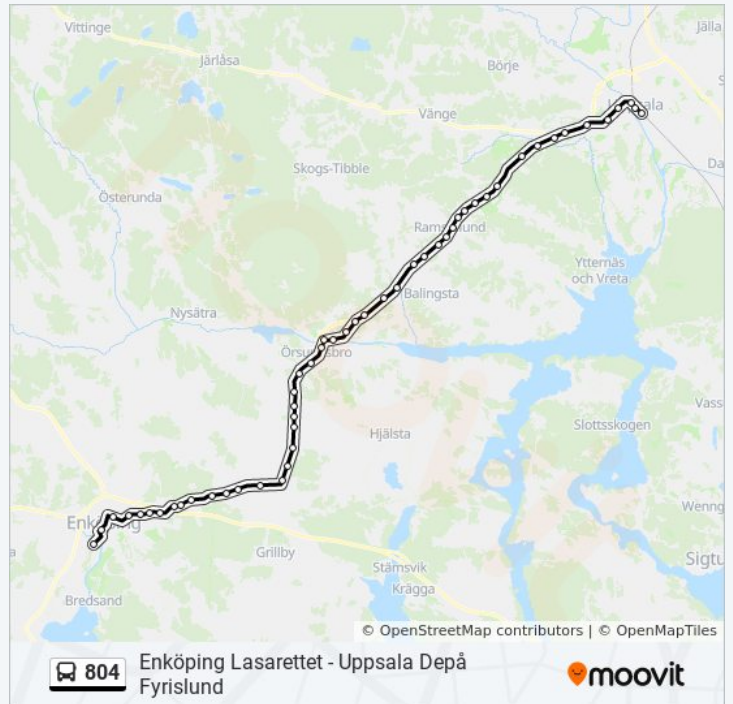 Vittinge
Jälla
Järlåsa
Börje
Vänge
Skogs-Tibble
Österunda
Ytternäs
och Vreta
Balingsta
Nysätra
Vass
Slottsskogen
Hjälsta
Wenng
Grillby
Sigtu
Stämsvik
Krägga
Bredsand
© OpenStreetMap contributors | © OpenMapTiles
804
Enköping Lasarettet - Uppsala Depå
Fyrislund
moovit